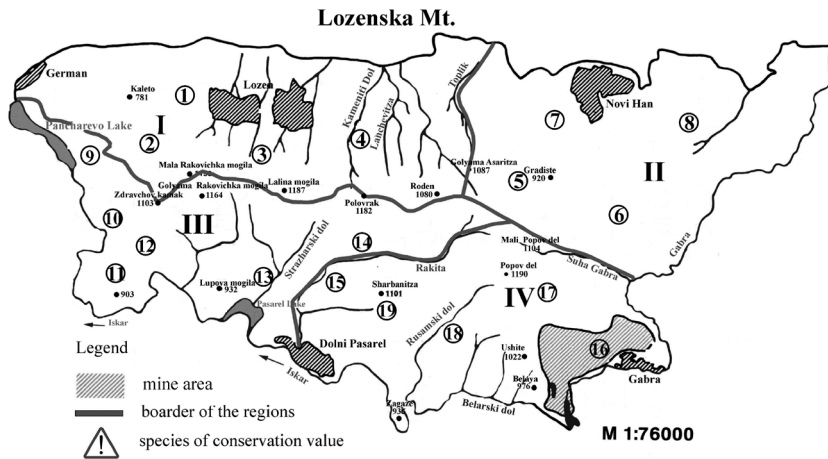 Lozenska Mt.
German
Kaleto
781
1
Lozen
Kameniti Dol
Lanchevitza
Toplik
7
Novi Han
8
Pancharevo Lake
I
2
9
3
4
Golyama Asaritza
1087
5
Gradiste
920
II
Mala Rakovichka mogila
Golyama Rakovichka mogila
1164
Lalina mogila
1187
Zdravchov kamak
1103
Polovrak
1182
Roden
1080
6
10
III
12
14
Mali Popov del
1104
Suha Gabra
Gabra
11
903
Lupova mogila
932
13
Strazharski dol
15
Rakita
Popov del
1190
IV
17
Sharbanitza
1101
19
Pasarel Lake
Iskar
Rusamski dol
18
Dolni Pasarel
Iskar
Ushite
1022
16
Gabra
Belaya
976
Belarski dol
Legend
mine area
boarder of the regions
! species of conservation value
M 1:76000